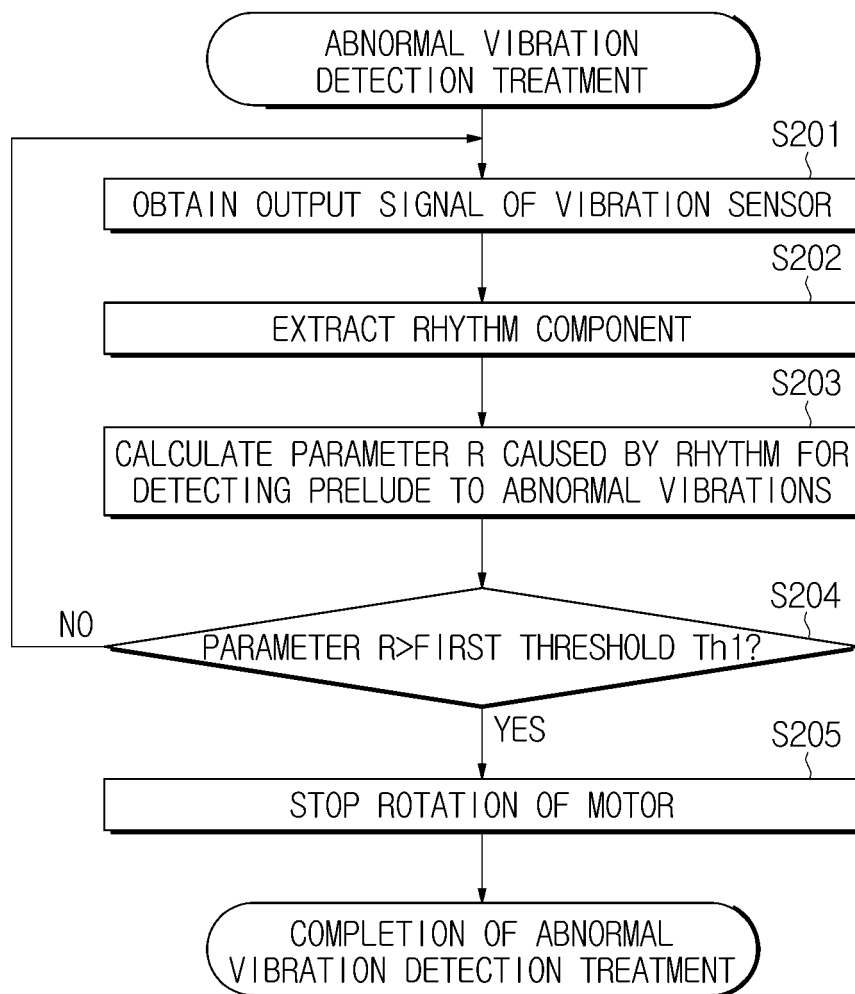 ABNORMAL VIBRATION
DETECTION TREATMENT
S201
OBTAIN OUTPUT SIGNAL OF VIBRATION SENSOR
S202
EXTRACT RHYTHM COMPONENT
S203
CALCULATE PARAMETER R CAUSED BY RHYTHM FOR
DETECTING PRELUDE TO ABNORMAL VIBRATIONS
S204
NO
PARAMETER R>FIRST THRESHOLD Th1?
YES
S205
STOP ROTATION OF MOTOR
COMPLETION OF ABNORMAL
VIBRATION DETECTION TREATMENT